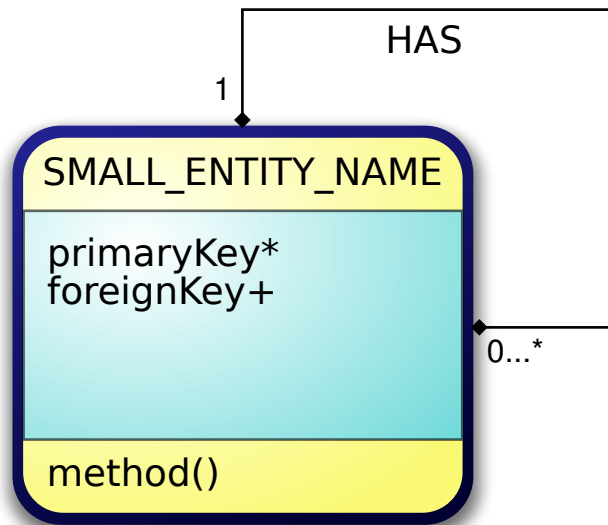 HAS
1
SMALL_ENTITY_NAME
primaryKey*
foreignKey+
0...*
method()